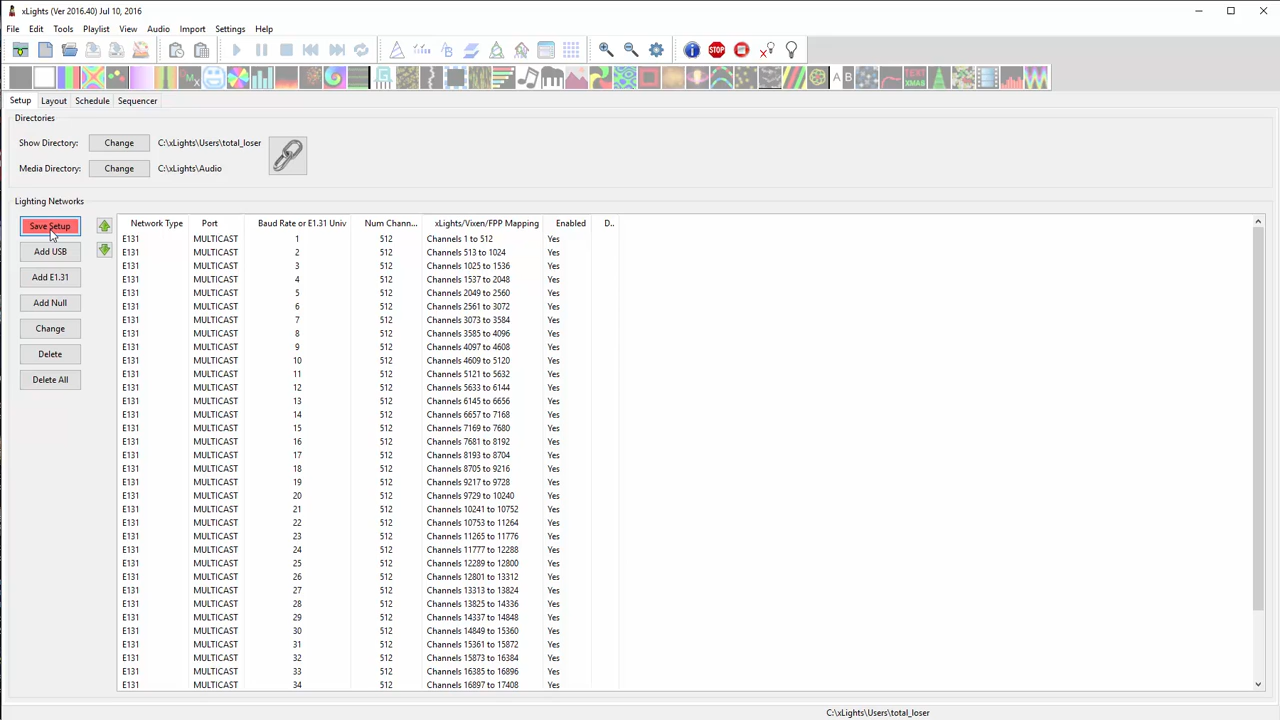 xLights (Ver 2016.40) Jul 10, 2016
File Edit Tools Playlist View Audio Import Settings Help
STOP
A B TEXT XMAS
Setup Layout Schedule Sequencer
Directories
Show Directory: Change C:\xLights\Users\total_loser
Media Directory: Change C:\xLights\Audio
Lighting Networks
Save Setup
Add USB
Add E1.31
Add Null
Change
Delete
Delete All
Network Type Port Baud Rate or E1.31 Univ Num Chann... xLights/Vixen/FPP Mapping Enabled D..
E131 MULTICAST 1 512 Channels 1 to 512 Yes
E131 MULTICAST 2 512 Channels 513 to 1024 Yes
E131 MULTICAST 3 512 Channels 1025 to 1536 Yes
E131 MULTICAST 4 512 Channels 1537 to 2048 Yes
E131 MULTICAST 5 512 Channels 2049 to 2560 Yes
E131 MULTICAST 6 512 Channels 2561 to 3072 Yes
E131 MULTICAST 7 512 Channels 3073 to 3584 Yes
E131 MULTICAST 8 512 Channels 3585 to 4096 Yes
E131 MULTICAST 9 512 Channels 4097 to 4608 Yes
E131 MULTICAST 10 512 Channels 4609 to 5120 Yes
E131 MULTICAST 11 512 Channels 5121 to 5632 Yes
E131 MULTICAST 12 512 Channels 5633 to 6144 Yes
E131 MULTICAST 13 512 Channels 6145 to 6656 Yes
E131 MULTICAST 14 512 Channels 6657 to 7168 Yes
E131 MULTICAST 15 512 Channels 7169 to 7680 Yes
E131 MULTICAST 16 512 Channels 7681 to 8192 Yes
E131 MULTICAST 17 512 Channels 8193 to 8704 Yes
E131 MULTICAST 18 512 Channels 8705 to 9216 Yes
E131 MULTICAST 19 512 Channels 9217 to 9728 Yes
E131 MULTICAST 20 512 Channels 9729 to 10240 Yes
E131 MULTICAST 21 512 Channels 10241 to 10752 Yes
E131 MULTICAST 22 512 Channels 10753 to 11264 Yes
E131 MULTICAST 23 512 Channels 11265 to 11776 Yes
E131 MULTICAST 24 512 Channels 11777 to 12288 Yes
E131 MULTICAST 25 512 Channels 12289 to 12800 Yes
E131 MULTICAST 26 512 Channels 12801 to 13312 Yes
E131 MULTICAST 27 512 Channels 13313 to 13824 Yes
E131 MULTICAST 28 512 Channels 13825 to 14336 Yes
E131 MULTICAST 29 512 Channels 14337 to 14848 Yes
E131 MULTICAST 30 512 Channels 14849 to 15360 Yes
E131 MULTICAST 31 512 Channels 15361 to 15872 Yes
E131 MULTICAST 32 512 Channels 15873 to 16384 Yes
E131 MULTICAST 33 512 Channels 16385 to 16896 Yes
E131 MULTICAST 34 512 Channels 16897 to 17408 Yes
C:\xLights\Users\total_loser